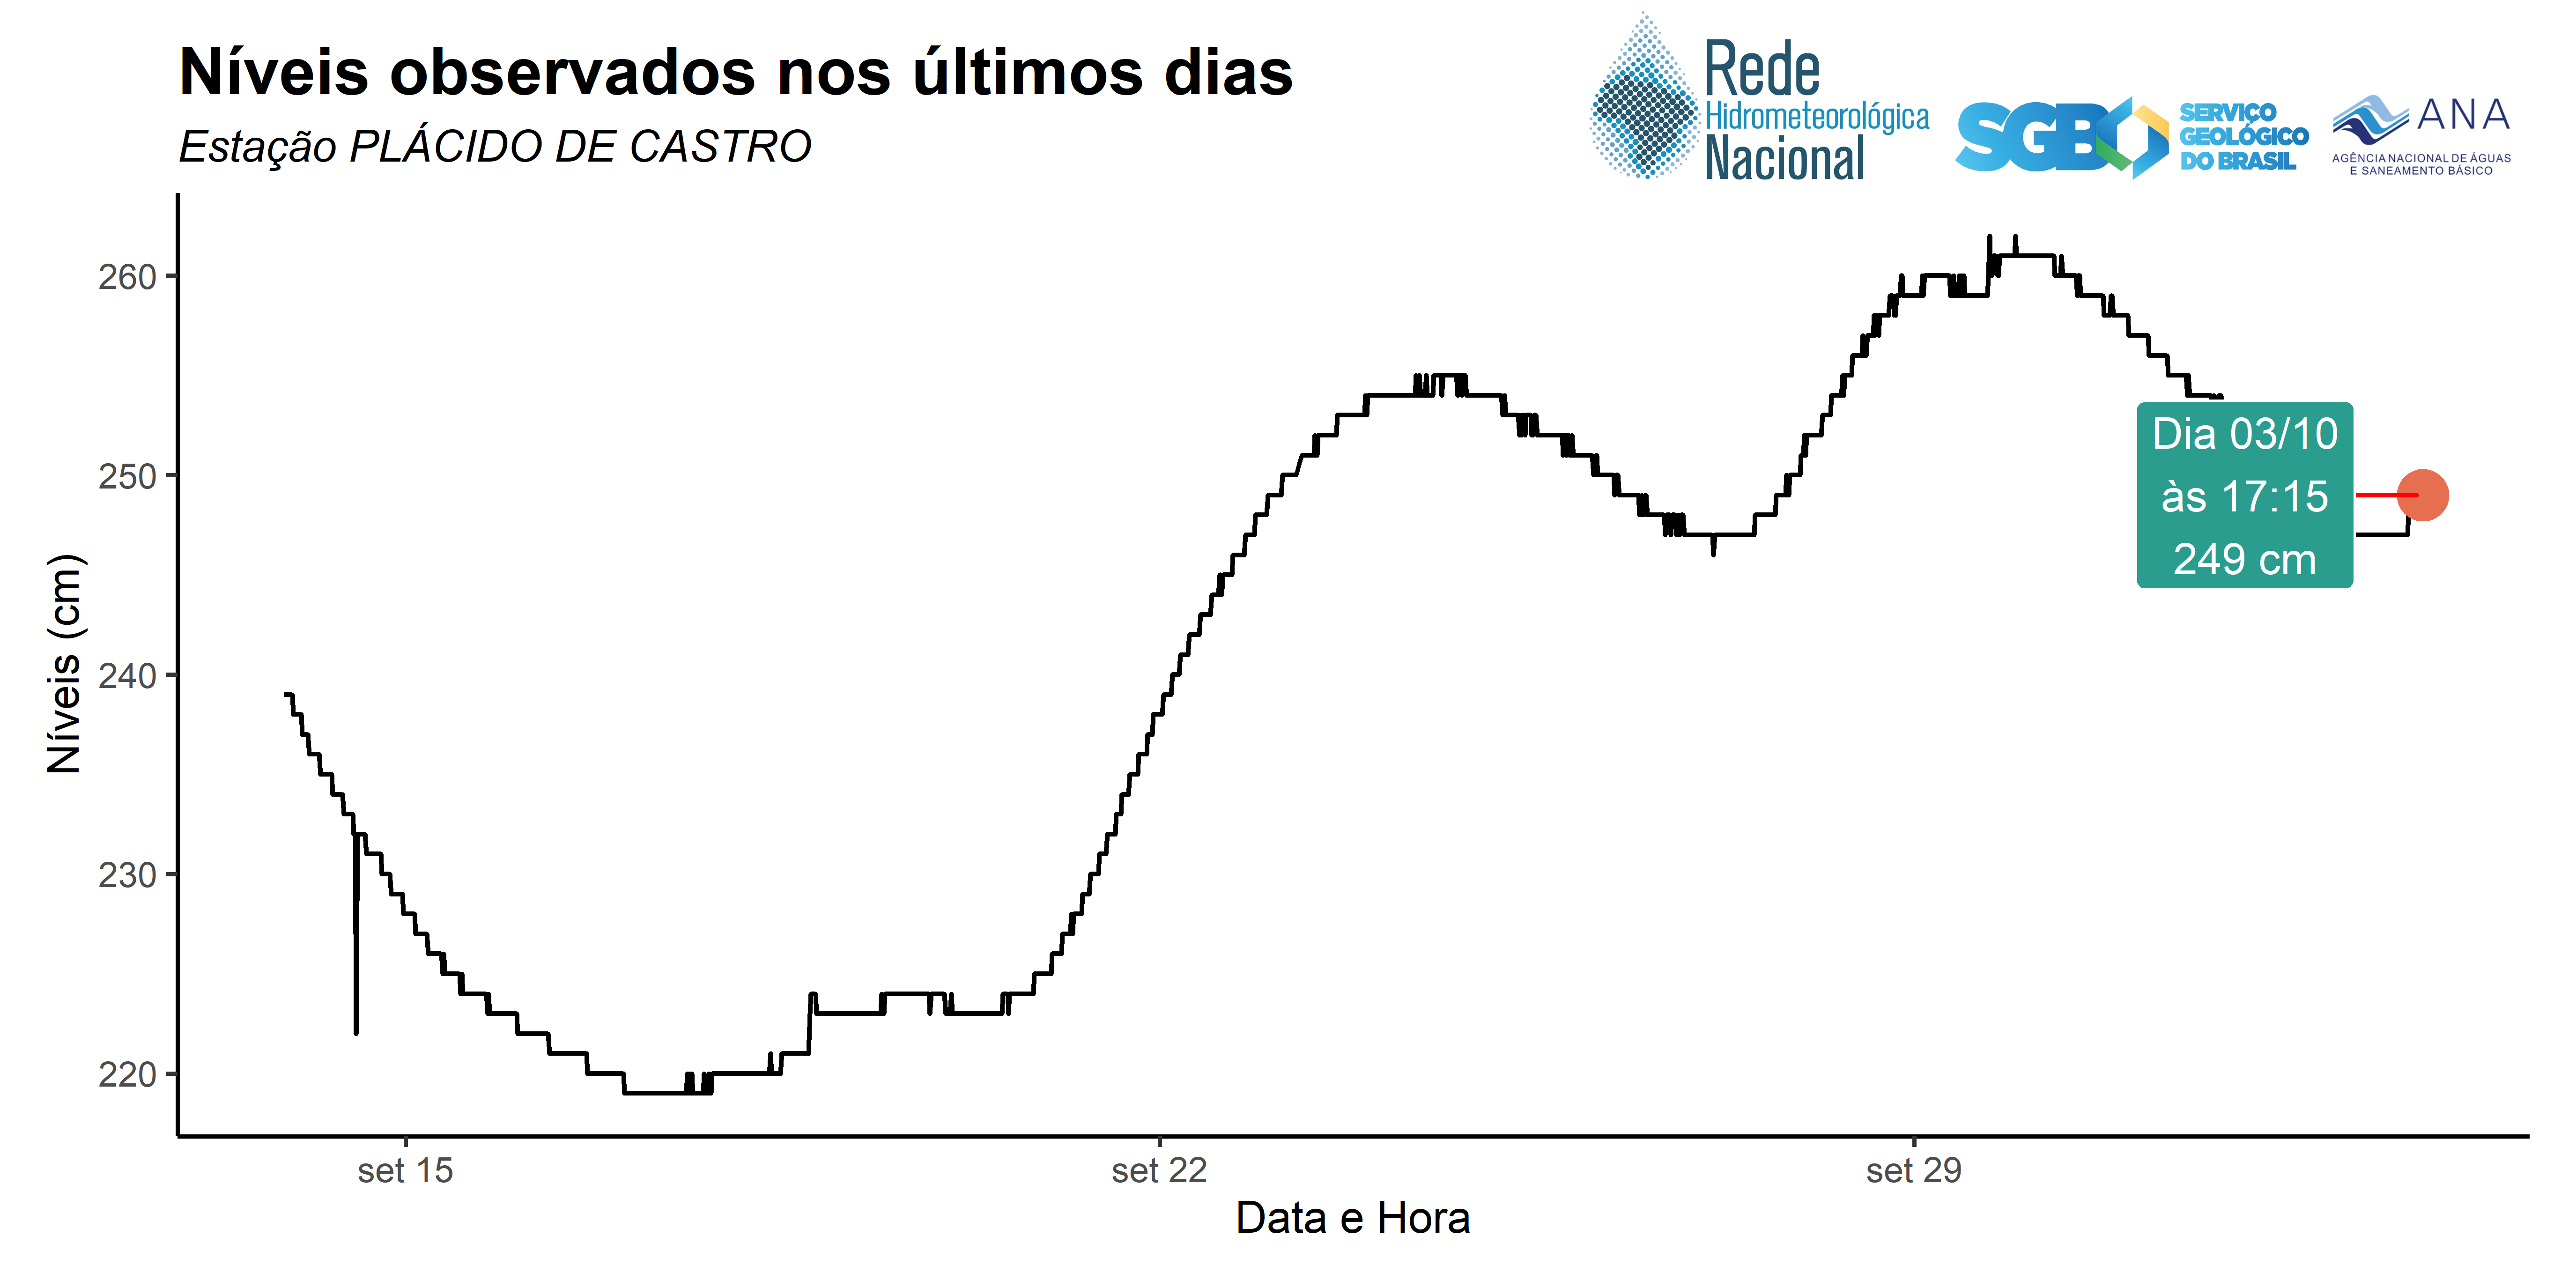 Níveis observados nos últimos dias
Estação PLÁCIDO DE CASTRO
Rede
Hidrometeorológica
Nacional
SGB
SERVIÇO
GEOLÓGICO
DO BRASIL
ANA
AGÊNCIA NACIONAL DE ÁGUAS
E SANEAMENTO BÁSICO
Níveis (cm)
260
250
240
230
220
Dia 03/10
às 17:15
249 cm
set 15
set 22
set 29
Data e Hora